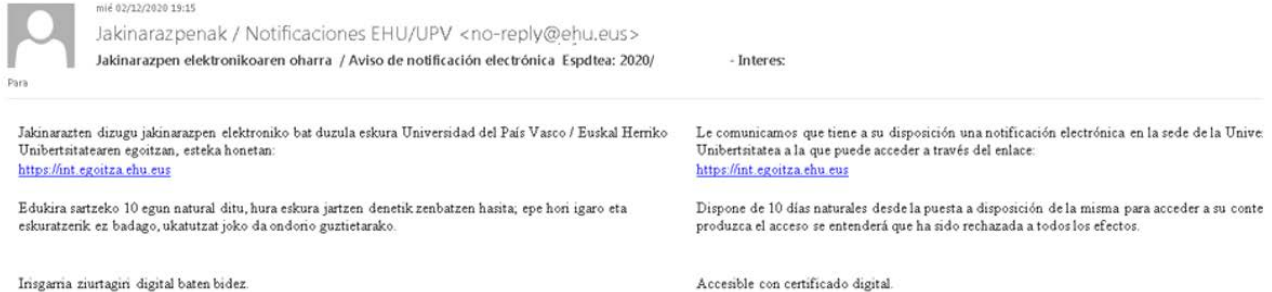 mié 02/12/2020 19:15
Jakinarazpenak / Notificaciones EHU/UPV <no-reply@ehu.eus>
Jakinarazpen elektronikoaren oharra / Aviso de notificación electrónica Espdtea: 2020/ - Interes:
Para
Jakinarazten dizugu jakinarazpen elektroniko bat duzula eskura Universidad del País Vasco / Euskal Herriko
Unibertsitatearen egoitzan, esteka honetan:
https://int.egoitza.ehu.eus
Edukira sartzeko 10 egun natural ditu, hura eskura jartzen denetik zenbatzen hasita; epe hori igaro eta
eskuratzerik ez badago, ukatutzat joko da ondorio guztietarako.
Irisgarria ziurtagiri digital baten bidez.
Le comunicamos que tiene a su disposición una notificación electrónica en la sede de la Unive
Unibertsitatea a la que puede acceder a través del enlace:
https://int.egoitza.ehu.eus
Dispone de 10 días naturales desde la puesta a disposición de la misma para acceder a su conte
produzca el acceso se entenderá que ha sido rechazada a todos los efectos.
Accesible con certificado digital.